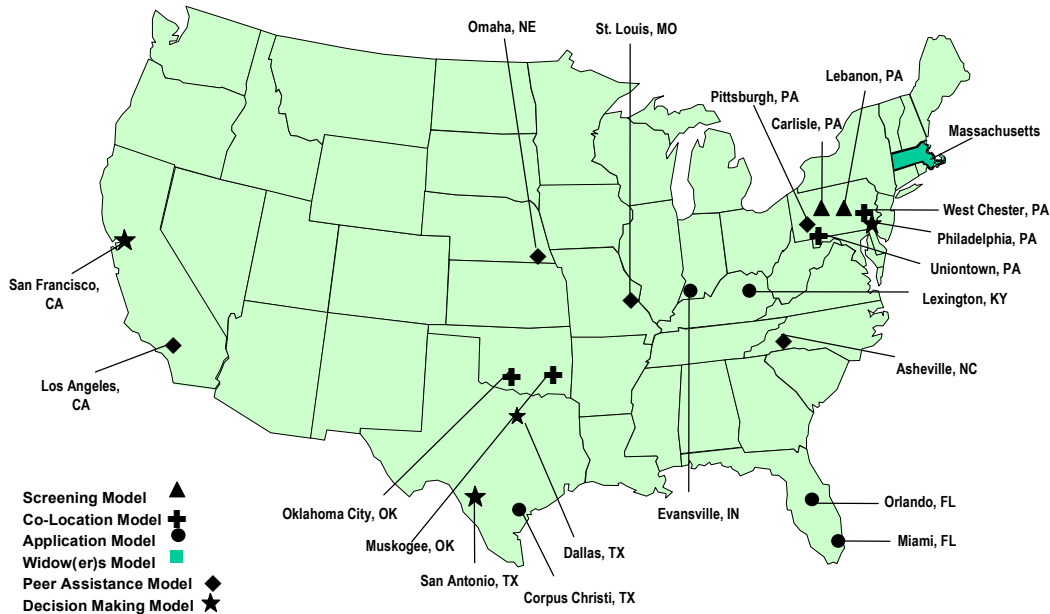 Omaha, NE
St. Louis, MO
Lebanon, PA
Pittsburgh, PA
Carlisle, PA
Massachusetts
West Chester, PA
Philadelphia, PA
Uniontown, PA
San Francisco,
CA
Lexington, KY
Los Angeles,
CA
Asheville, NC
Screening Model
Co-Location Model
Application Model
Widow(er)s Model
Peer Assistance Model
Decision Making Model
Oklahoma City, OK
Muskogee, OK
San Antonio, TX
Corpus Christi, TX
Dallas, TX
Evansville, IN
Orlando, FL
Miami, FL